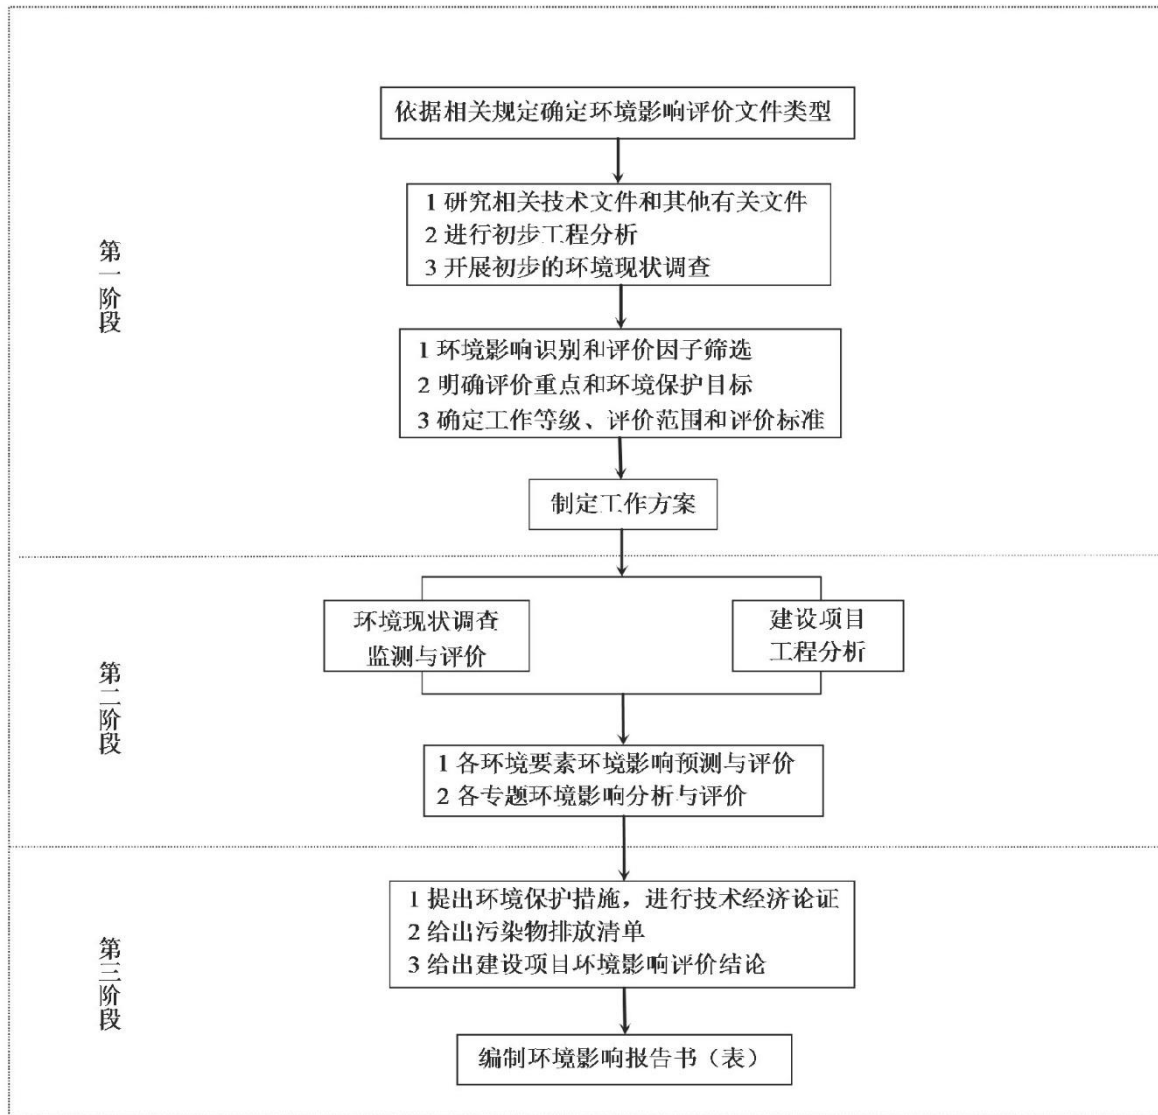 依据相关规定确定环境影响评价文件类型
1 研究相关技术文件和其他有关文件
2 进行初步工程分析
3 开展初步的环境现状调查
第一阶段
1 环境影响识别和评价因子筛选
2 明确评价重点和环境保护目标
3 确定工作等级、评价范围和评价标准
制定工作方案
环境现状调查
监测与评价
建设项目
工程分析
第二阶段
1 各环境要素环境影响预测与评价
2 各专题环境影响分析与评价
1 提出环境保护措施，进行技术经济论证
2 给出污染物排放清单
3 给出建设项目环境影响评价结论
第三阶段
编制环境影响报告书（表）